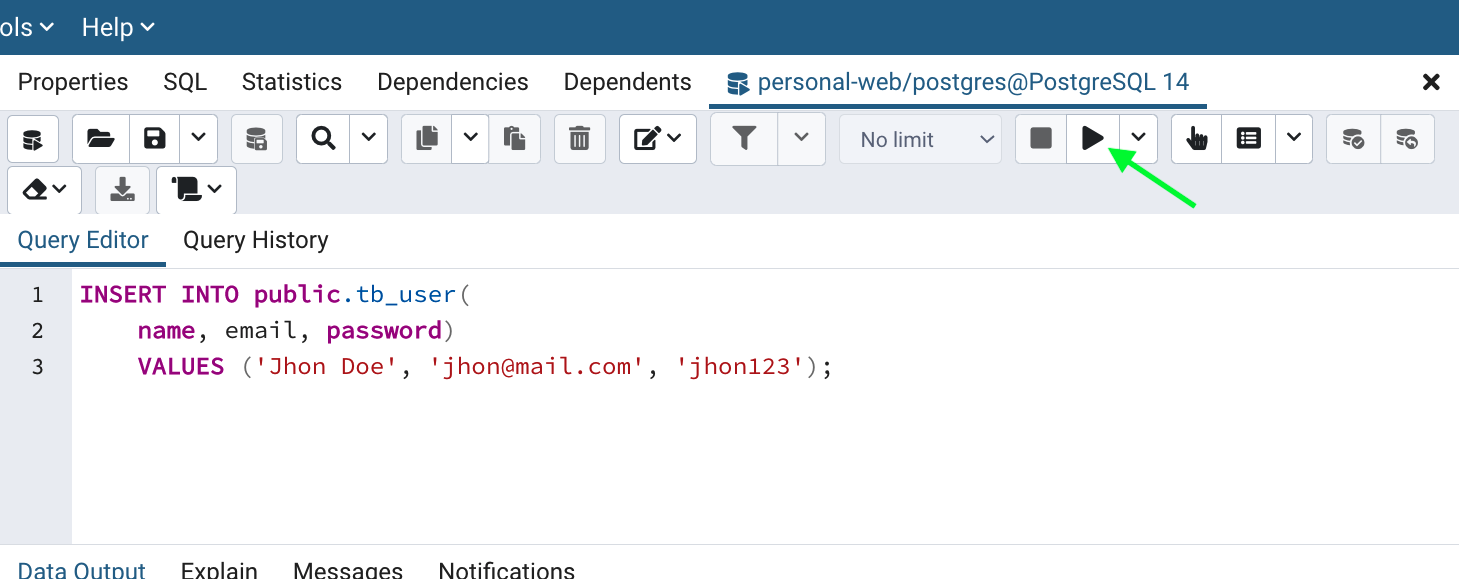 ols Help
Properties SQL Statistics Dependencies Dependents personal-web/postgres@PostgreSQL 14
No limit
Query Editor Query History
1 INSERT INTO public.tb_user(
2 name, email, password)
3 VALUES ('Jhon Doe', 'jhon@mail.com', 'jhon123');
Data Output Explain Messages Notifications